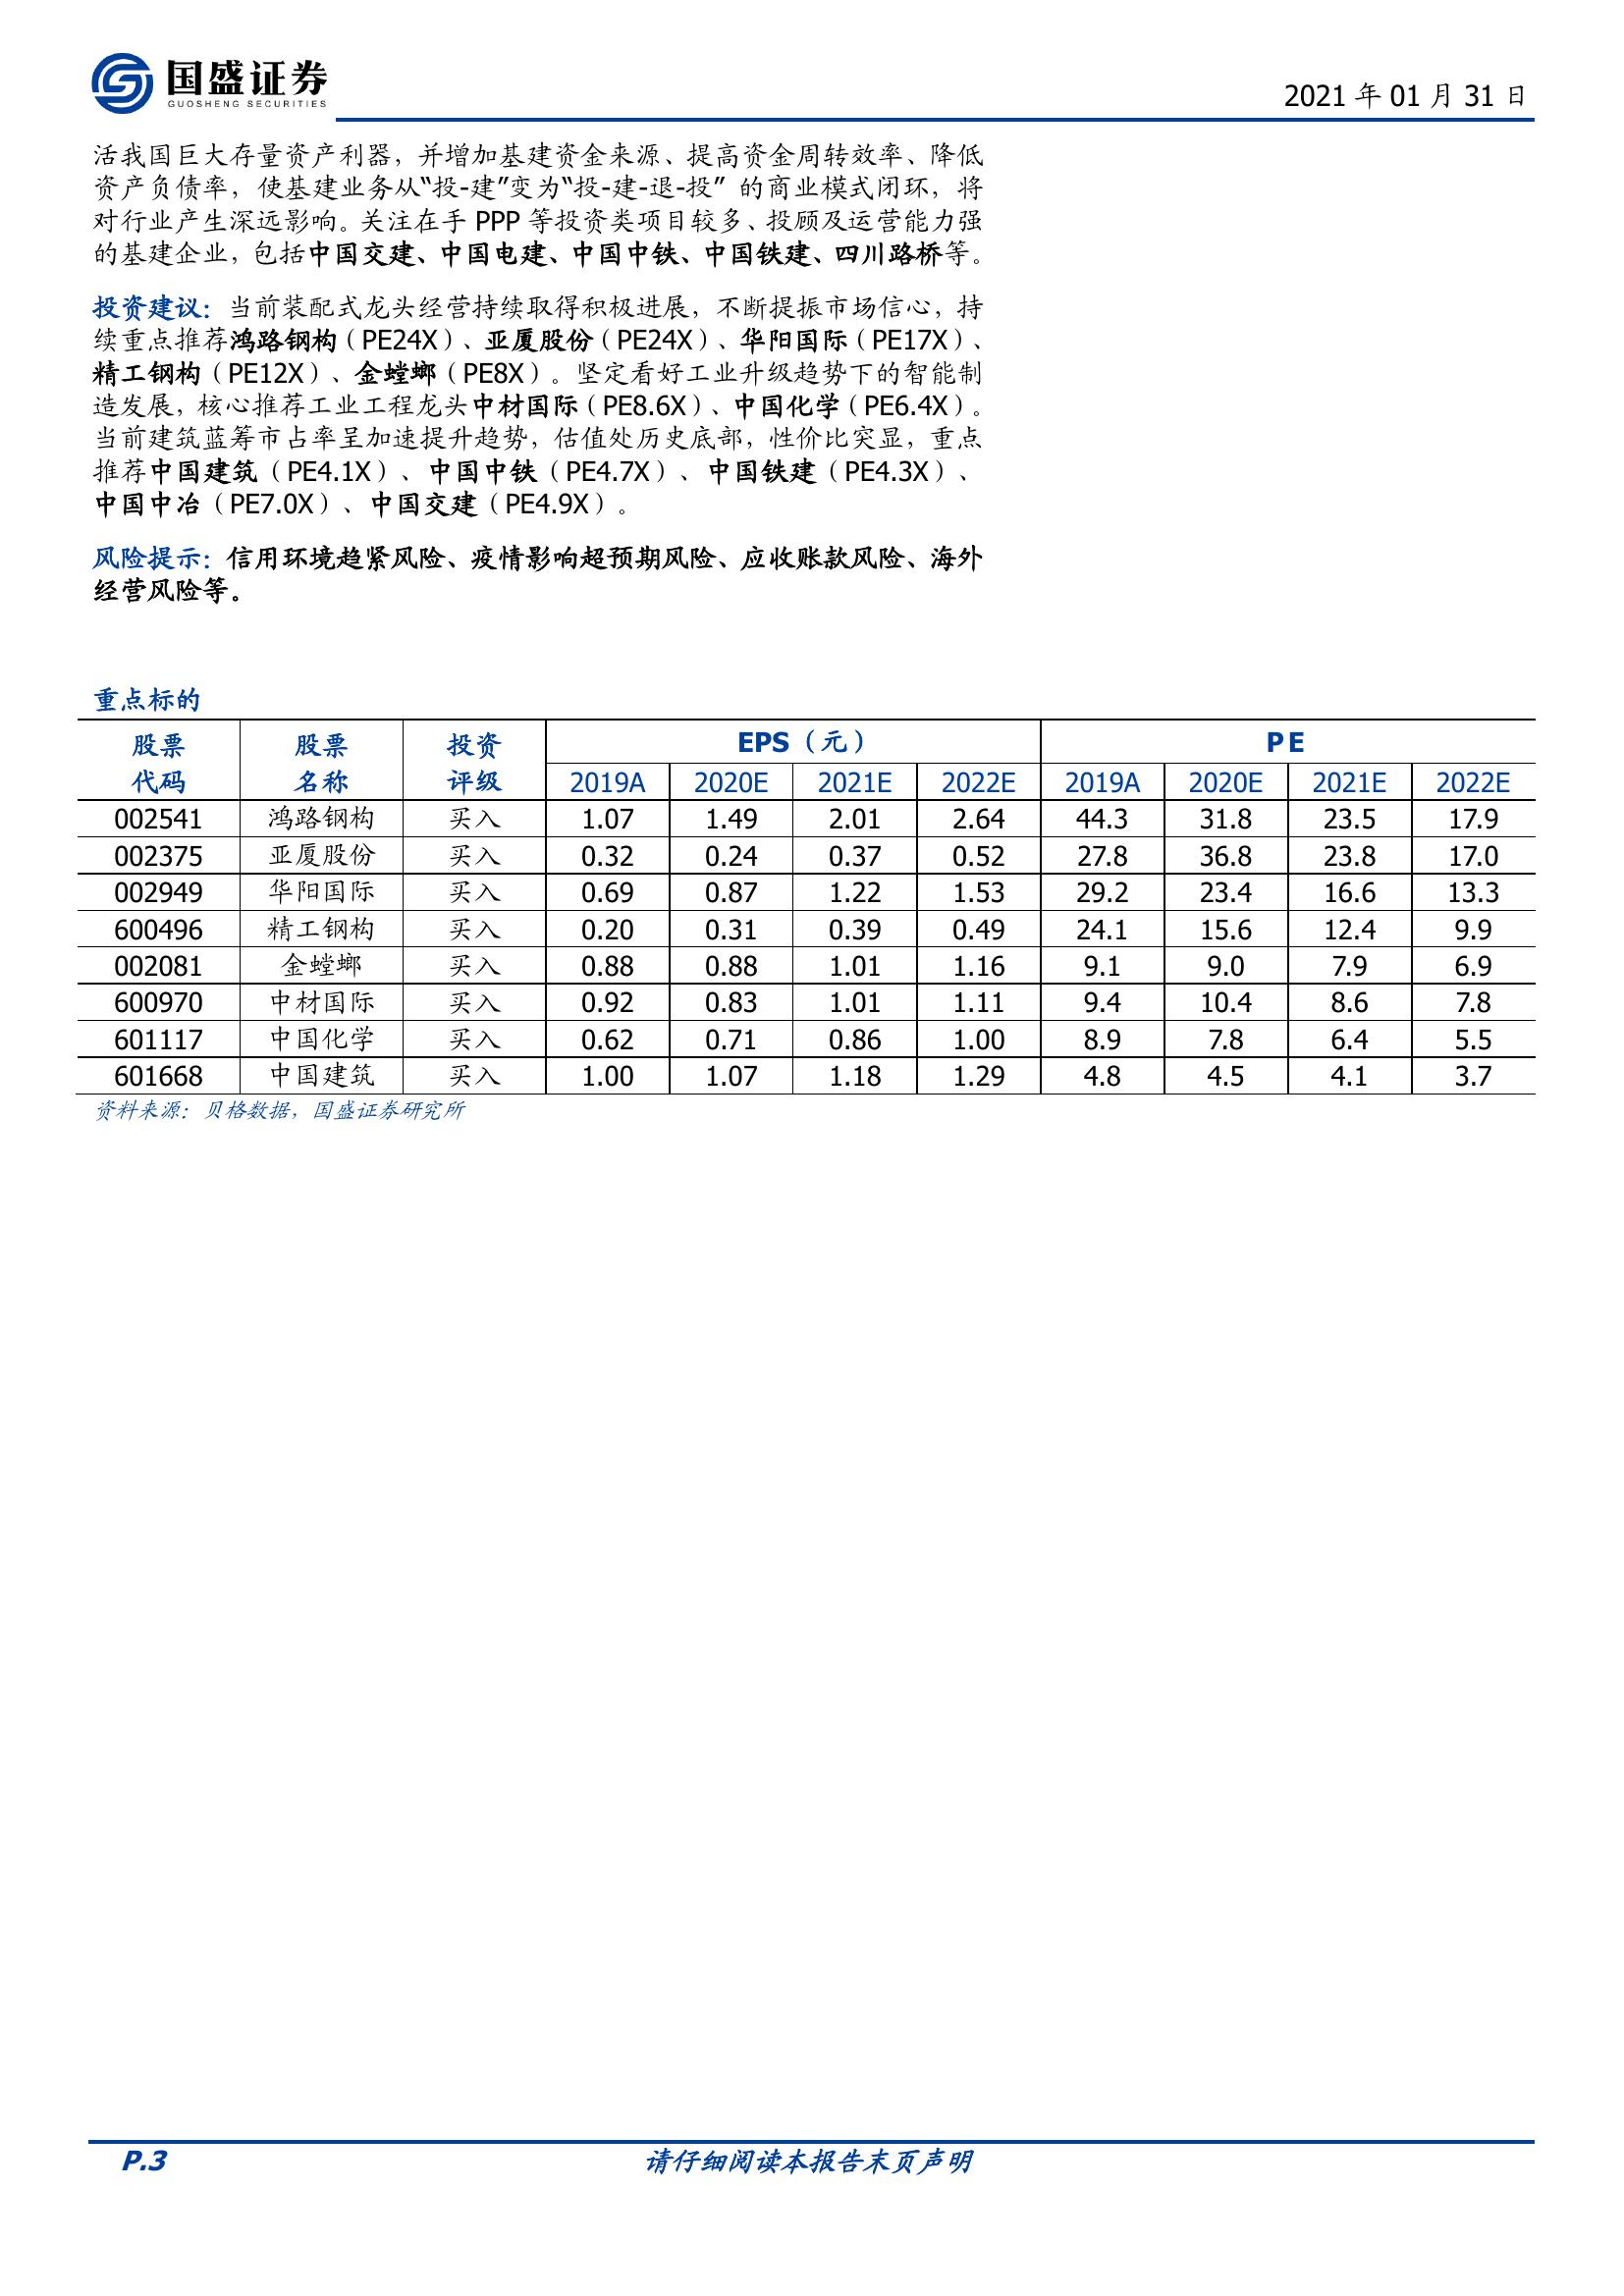 国盛证券
GUOSHENG SECURITIES
2021 年 01 月 31 日
活我国巨大存量资产利器，并增加基建资金来源、提高资金周转效率、降低
资产负债率，使基建业务从“投-建”变为“投-建-退-投” 的商业模式闭环，将
对行业产生深远影响。关注在手 PPP 等投资类项目较多、投顾及运营能力强
的基建企业，包括中国交建、中国电建、中国中铁、中国铁建、四川路桥等。
投资建议：当前装配式龙头经营持续取得积极进展，不断提振市场信心，持
续重点推荐鸿路钢构（PE24X）、亚厦股份（PE24X）、华阳国际（PE17X）、
精工钢构（PE12X）、金螳螂（PE8X）。坚定看好工业升级趋势下的智能制
造发展，核心推荐工业工程龙头中材国际（PE8.6X）、中国化学（PE6.4X）。
当前建筑蓝筹市占率呈加速提升趋势，估值处历史底部，性价比突显，重点
推荐中国建筑（PE4.1X）、中国中铁（PE4.7X）、中国铁建（PE4.3X）、
中国中冶（PE7.0X）、中国交建（PE4.9X）。
风险提示：信用环境趋紧风险、疫情影响超预期风险、应收账款风险、海外
经营风险等。
重点标的
股票 股票 投资 EPS（元） PE
代码 名称 评级 2019A 2020E 2021E 2022E 2019A 2020E 2021E 2022E
002541 鸿路钢构 买入 1.07 1.49 2.01 2.64 44.3 31.8 23.5 17.9
002375 亚厦股份 买入 0.32 0.24 0.37 0.52 27.8 36.8 23.8 17.0
002949 华阳国际 买入 0.69 0.87 1.22 1.53 29.2 23.4 16.6 13.3
600496 精工钢构 买入 0.20 0.31 0.39 0.49 24.1 15.6 12.4 9.9
002081 金螳螂 买入 0.88 0.88 1.01 1.16 9.1 9.0 7.9 6.9
600970 中材国际 买入 0.92 0.83 1.01 1.11 9.4 10.4 8.6 7.8
601117 中国化学 买入 0.62 0.71 0.86 1.00 8.9 7.8 6.4 5.5
601668 中国建筑 买入 1.00 1.07 1.18 1.29 4.8 4.5 4.1 3.7
资料来源：贝格数据，国盛证券研究所
P.3 请仔细阅读本报告末页声明